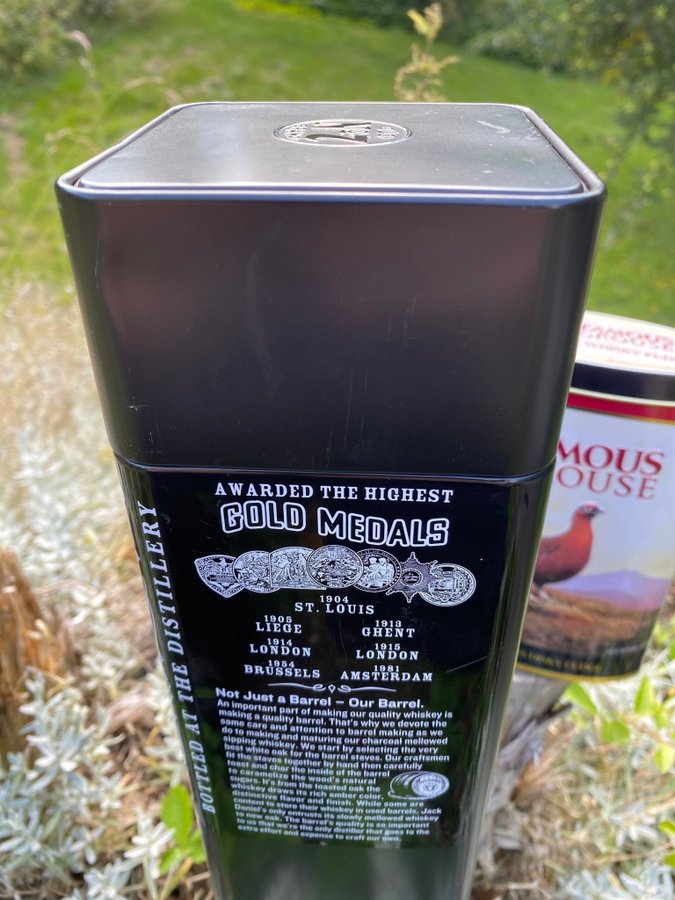 AWARDED THE HIGHEST
GOLD MEDALS
1904
ST. LOUIS
1905
LIEGE
1913
GHENT
1914
LONDON
1915
LONDON
1954
BRUSSELS
1981
AMSTERDAM
Not Just a Barrel – Our Barrel.
An important part of making our quality whiskey is
making a quality barrel. That's why we devote the
same care and attention to barrel making as we
do to making and maturing our charcoal mellowed
sipping whiskey. We start by selecting the very
best white oak for the barrel staves. Our craftsmen
fit the staves together by hand then carefully
toast and char the inside of the barrel
to caramelize the wood's natural
sugars. It's from the toasted oak the
whiskey draws its rich amber color,
distinctive flavor and finish. While some are
content to store their whiskey in used barrels, Jack
Daniel's only entrusts its slowly mellowed whiskey
to new oak. The barrel's quality is so important
to us that we're the only distiller that goes to the
extra effort and expense to craft our own.
BOTTLED AT THE DISTILLERY
FAMOUS
GROUSE
WHISKY FUD
MOUS
OUSE